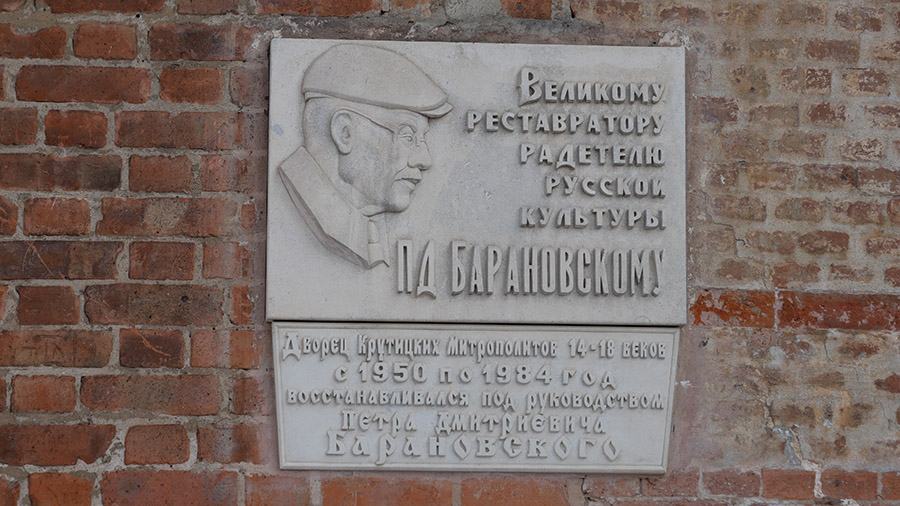 Великому
реставратору
радетелю
русской
культуры
П.Д Барановскому.
Дворец Крутицких Митрополитов 14-18 веков
с 1950 по 1984 год
восстанавливался под руководством
Петра Дмитриевича
Барановского